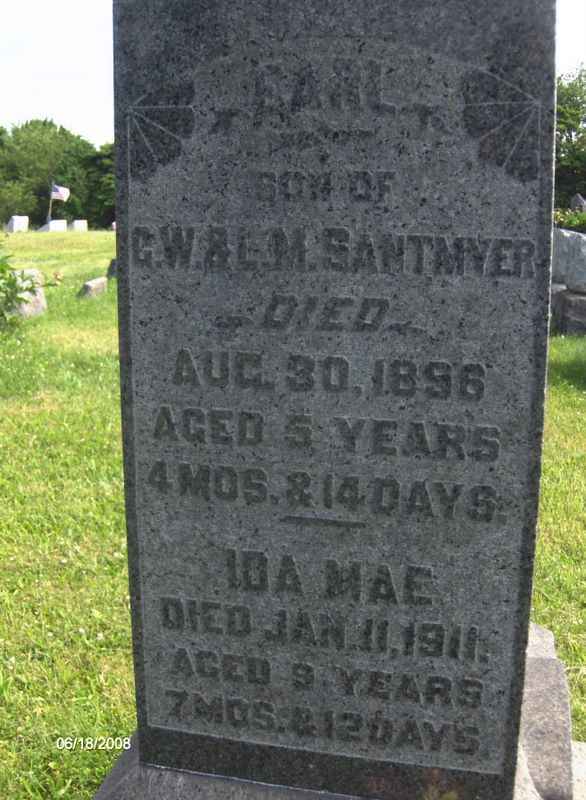 CARL
SON OF
G.W.&L.M. SANTMYER
DIED
AUG. 30, 1896
AGED 5 YEARS
4 MOS. & 14 DAYS.
IDA MAE
DIED JAN. 11, 1911.
AGED 9 YEARS
7 MOS. & 12 DAYS.
06/18/2008